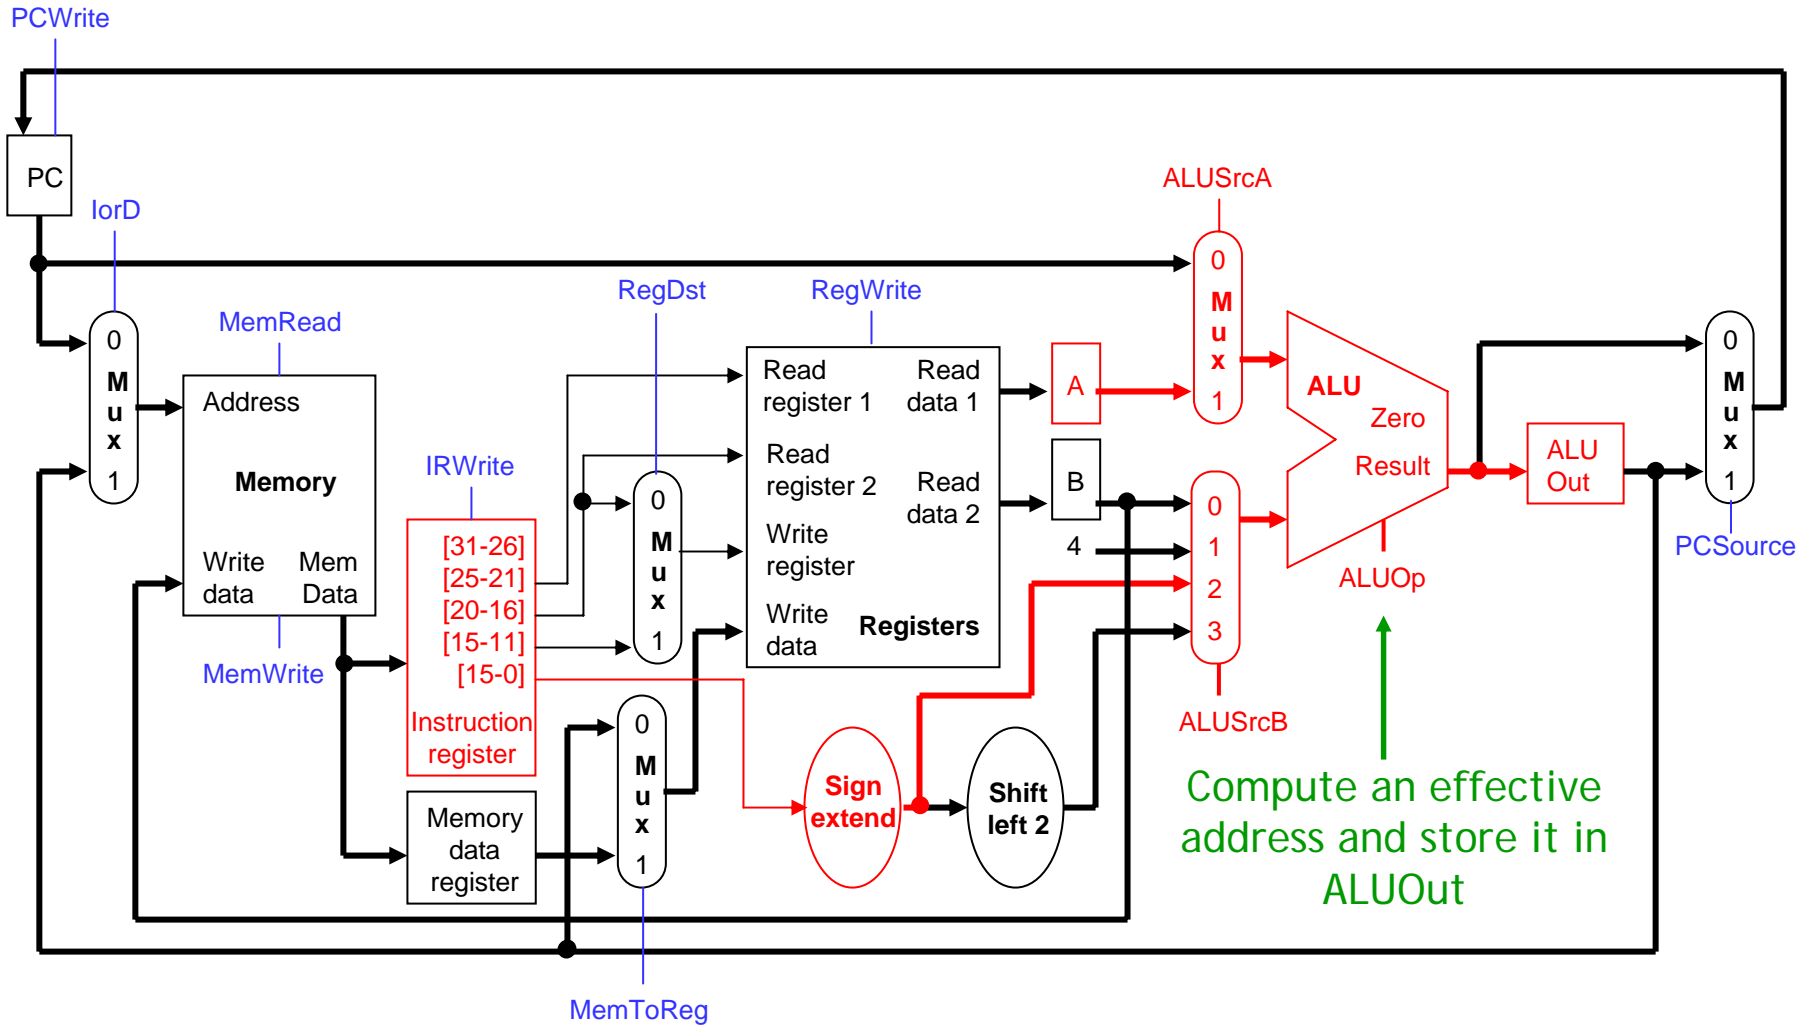 PCWrite
PC
IorD
0
M
u
x
1
MemRead
Address
Memory
Write
data
Mem
Data
MemWrite
IRWrite
[31-26]
[25-21]
[20-16]
[15-11]
[15-0]
Instruction
register
Memory
data
register
RegDst
0
M
u
x
1
0
M
u
x
1
MemToReg
RegWrite
Read
register 1
Read
data 1
Read
register 2
Read
data 2
Write
register
Write
data
Registers
Sign
extend
Shift
left 2
A
B
4
ALUSrcA
0
M
u
x
1
0
1
2
3
ALUSrcB
ALU
Zero
Result
ALUOp
ALU
Out
0
M
u
x
1
PCSource
Compute an effective
address and store it in
ALUOut